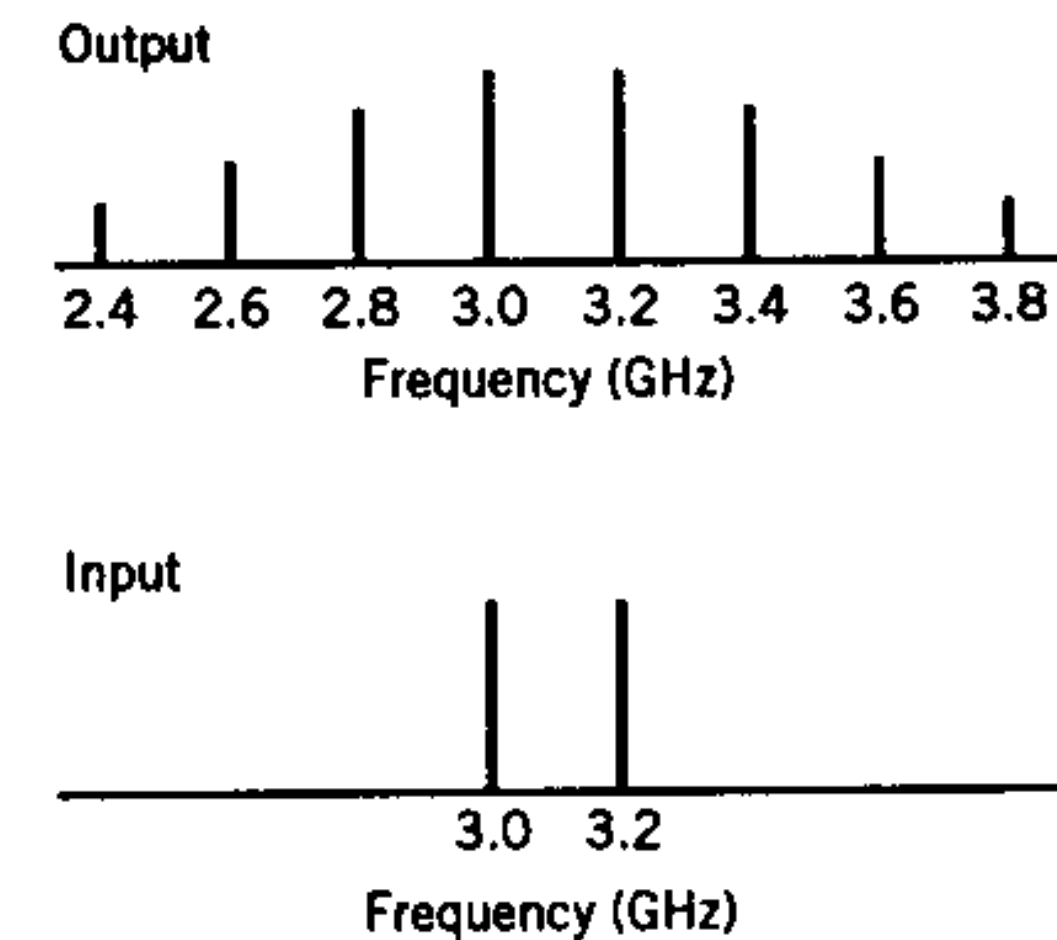 Output
2.4 2.6 2.8 3.0 3.2 3.4 3.6 3.8
Frequency (GHz)
Input
3.0 3.2
Frequency (GHz)